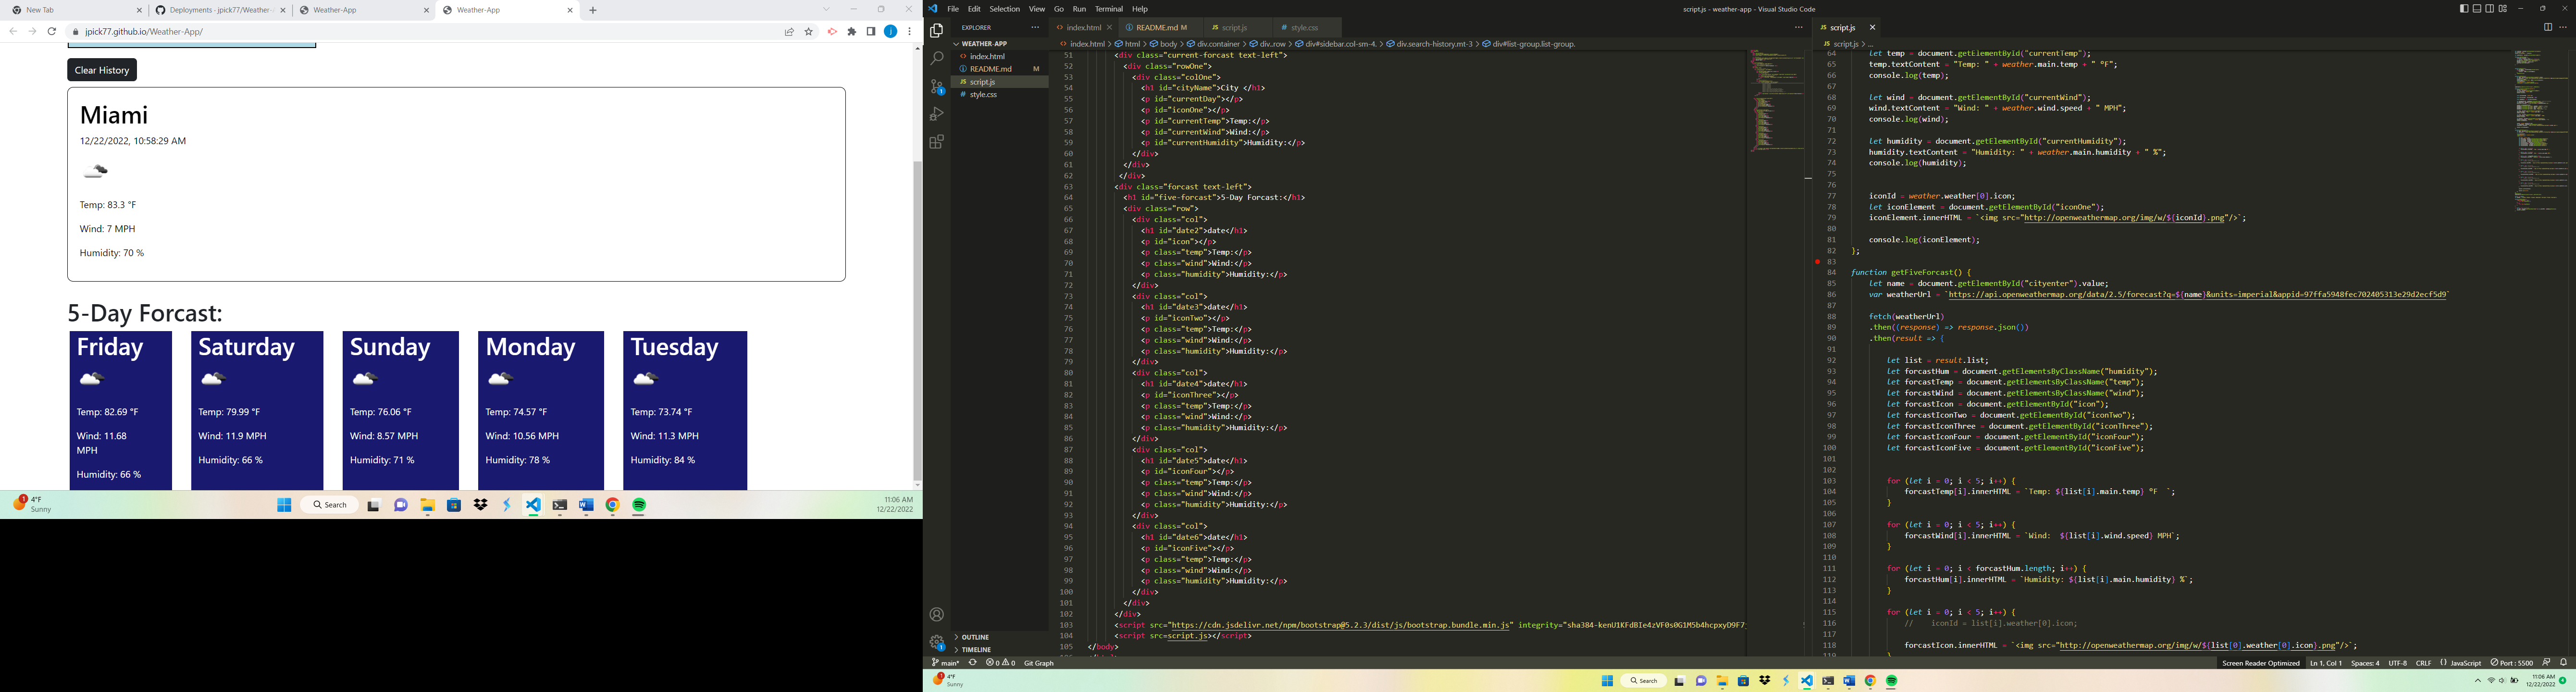 New Tab
Deployments · jpick77/Weather-
Weather-App
Weather-App
jpick77.github.io/Weather-App/
Clear History
Miami
12/22/2022, 10:58:29 AM
Temp: 83.3 °F
Wind: 7 MPH
Humidity: 70 %
5-Day Forcast:
Friday
Temp: 82.69 °F
Wind: 11.68
MPH
Humidity: 66 %
Saturday
Temp: 79.99 °F
Wind: 11.9 MPH
Humidity: 66 %
Sunday
Temp: 76.06 °F
Wind: 8.57 MPH
Humidity: 71 %
Monday
Temp: 74.57 °F
Wind: 10.56 MPH
Humidity: 78 %
Tuesday
Temp: 73.74 °F
Wind: 11.3 MPH
Humidity: 84 %
4°F
Sunny
Search
11:06 AM
12/22/2022
File Edit Selection View Go Run Terminal Help
script.js - weather-app - Visual Studio Code
EXPLORER
WEATHER-APP
index.html
README.md M
script.js
style.css
OUTLINE
TIMELINE
index.html
README.md M
script.js
style.css
index.html > html > body > div.container > div..row > div#sidebar.col-sm-4. > div.search-history.mt-3 > div#list-group.list-group.
51 <div class="current-forcast text-left">
52 <div class="rowOne">
53 <div class="colOne">
54 <h1 id="cityName">City </h1>
55 <p id="currentDay"></p>
56 <p id="iconOne"></p>
57 <p id="currentTemp">Temp:</p>
58 <p id="currentWind">Wind:</p>
59 <p id="currentHumidity">Humidity:</p>
60 </div>
61 </div>
62 </div>
63 <div class="forcast text-left">
64 <h1 id="five-forcast">5-Day Forcast:</h1>
65 <div class="row">
66 <div class="col">
67 <h1 id="date2">date</h1>
68 <p id="icon"></p>
69 <p class="temp">Temp:</p>
70 <p class="wind">Wind:</p>
71 <p class="humidity">Humidity:</p>
72 </div>
73 <div class="col">
74 <h1 id="date3">date</h1>
75 <p id="iconTwo"></p>
76 <p class="temp">Temp:</p>
77 <p class="wind">Wind:</p>
78 <p class="humidity">Humidity:</p>
79 </div>
80 <div class="col">
81 <h1 id="date4">date</h1>
82 <p id="iconThree"></p>
83 <p class="temp">Temp:</p>
84 <p class="wind">Wind:</p>
85 <p class="humidity">Humidity:</p>
86 </div>
87 <div class="col">
88 <h1 id="date5">date</h1>
89 <p id="iconFour"></p>
90 <p class="temp">Temp:</p>
91 <p class="wind">Wind:</p>
92 <p class="humidity">Humidity:</p>
93 </div>
94 <div class="col">
95 <h1 id="date6">date</h1>
96 <p id="iconFive"></p>
97 <p class="temp">Temp:</p>
98 <p class="wind">Wind:</p>
99 <p class="humidity">Humidity:</p>
100 </div>
101 </div>
102 </div>
103 <script src="https://cdn.jsdelivr.net/npm/bootstrap@5.2.3/dist/js/bootstrap.bundle.min.js" integrity="sha384-kenU1KFdBIe4zVF0s0G1M5b4hcpxyD9F7
104 <script src=script.js></script>
105 </body>
script.js
script.js > ...
64 let temp = document.getElementById("currentTemp");
65 temp.textContent = "Temp: " + weather.main.temp + " °F";
66 console.log(temp);
67
68 let wind = document.getElementById("currentWind");
69 wind.textContent = "Wind: " + weather.wind.speed + " MPH";
70 console.log(wind);
71
72 let humidity = document.getElementById("currentHumidity");
73 humidity.textContent = "Humidity: " + weather.main.humidity + " %";
74 console.log(humidity);
75
76
77 iconId = weather.weather[0].icon;
78 let iconElement = document.getElementById("iconOne");
79 iconElement.innerHTML = `<img src="http://openweathermap.org/img/w/${iconId}.png"/>`;
80
81 console.log(iconElement);
82 };
83
84 function getFiveForcast() {
85 let name = document.getElementById("cityenter").value;
86 var weatherUrl = `https://api.openweathermap.org/data/2.5/forecast?q=${name}&units=imperial&appid=97ffa5948fec702405313e29d2ecf5d9`
87
88 fetch(weatherUrl)
89 .then((response) => response.json())
90 .then(result => {
91
92 let list = result.list;
93 let forcastHum = document.getElementsByClassName("humidity");
94 let forcastTemp = document.getElementsByClassName("temp");
95 let forcastWind = document.getElementsByClassName("wind");
96 let forcastIcon = document.getElementById("icon");
97 let forcastIconTwo = document.getElementById("iconTwo");
98 let forcastIconThree = document.getElementById("iconThree");
99 let forcastIconFour = document.getElementById("iconFour");
100 let forcastIconFive = document.getElementById("iconFive");
101
102
103 for (let i = 0; i < 5; i++) {
104 forcastTemp[i].innerHTML = `Temp: ${list[i].main.temp} °F `;
105 }
106
107 for (let i = 0; i < 5; i++) {
108 forcastWind[i].innerHTML = `Wind: ${list[i].wind.speed} MPH`;
109 }
110
111 for (let i = 0; i < forcastHum.length; i++) {
112 forcastHum[i].innerHTML = `Humidity: ${list[i].main.humidity} %`;
113 }
114
115 for (let i = 0; i < 5; i++) {
116 // iconId = list[i].weather[0].icon;
117
118 forcastIcon.innerHTML = `<img src="http://openweathermap.org/img/w/${list[0].weather[0].icon}.png"/>`;
main* 0 0 Git Graph
Screen Reader Optimized Ln 1, Col 1 Spaces: 4 UTF-8 CRLF {} JavaScript Port : 5500
4°F
Sunny
Search
11:06 AM
12/22/2022